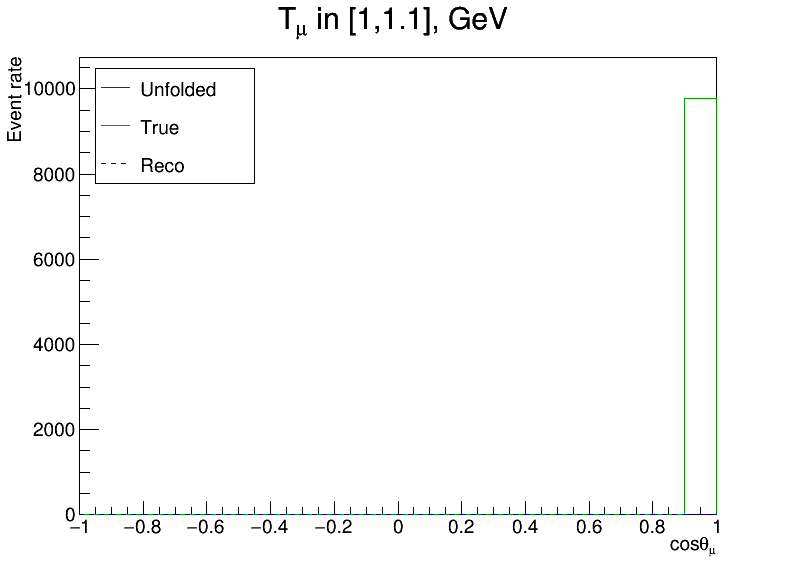 T_μ in [1,1.1], GeV
Event rate
Unfolded
True
Reco
10000
8000
6000
4000
2000
0
−1 −0.8 −0.6 −0.4 −0.2 0 0.2 0.4 0.6 0.8 1
cosθ_μ